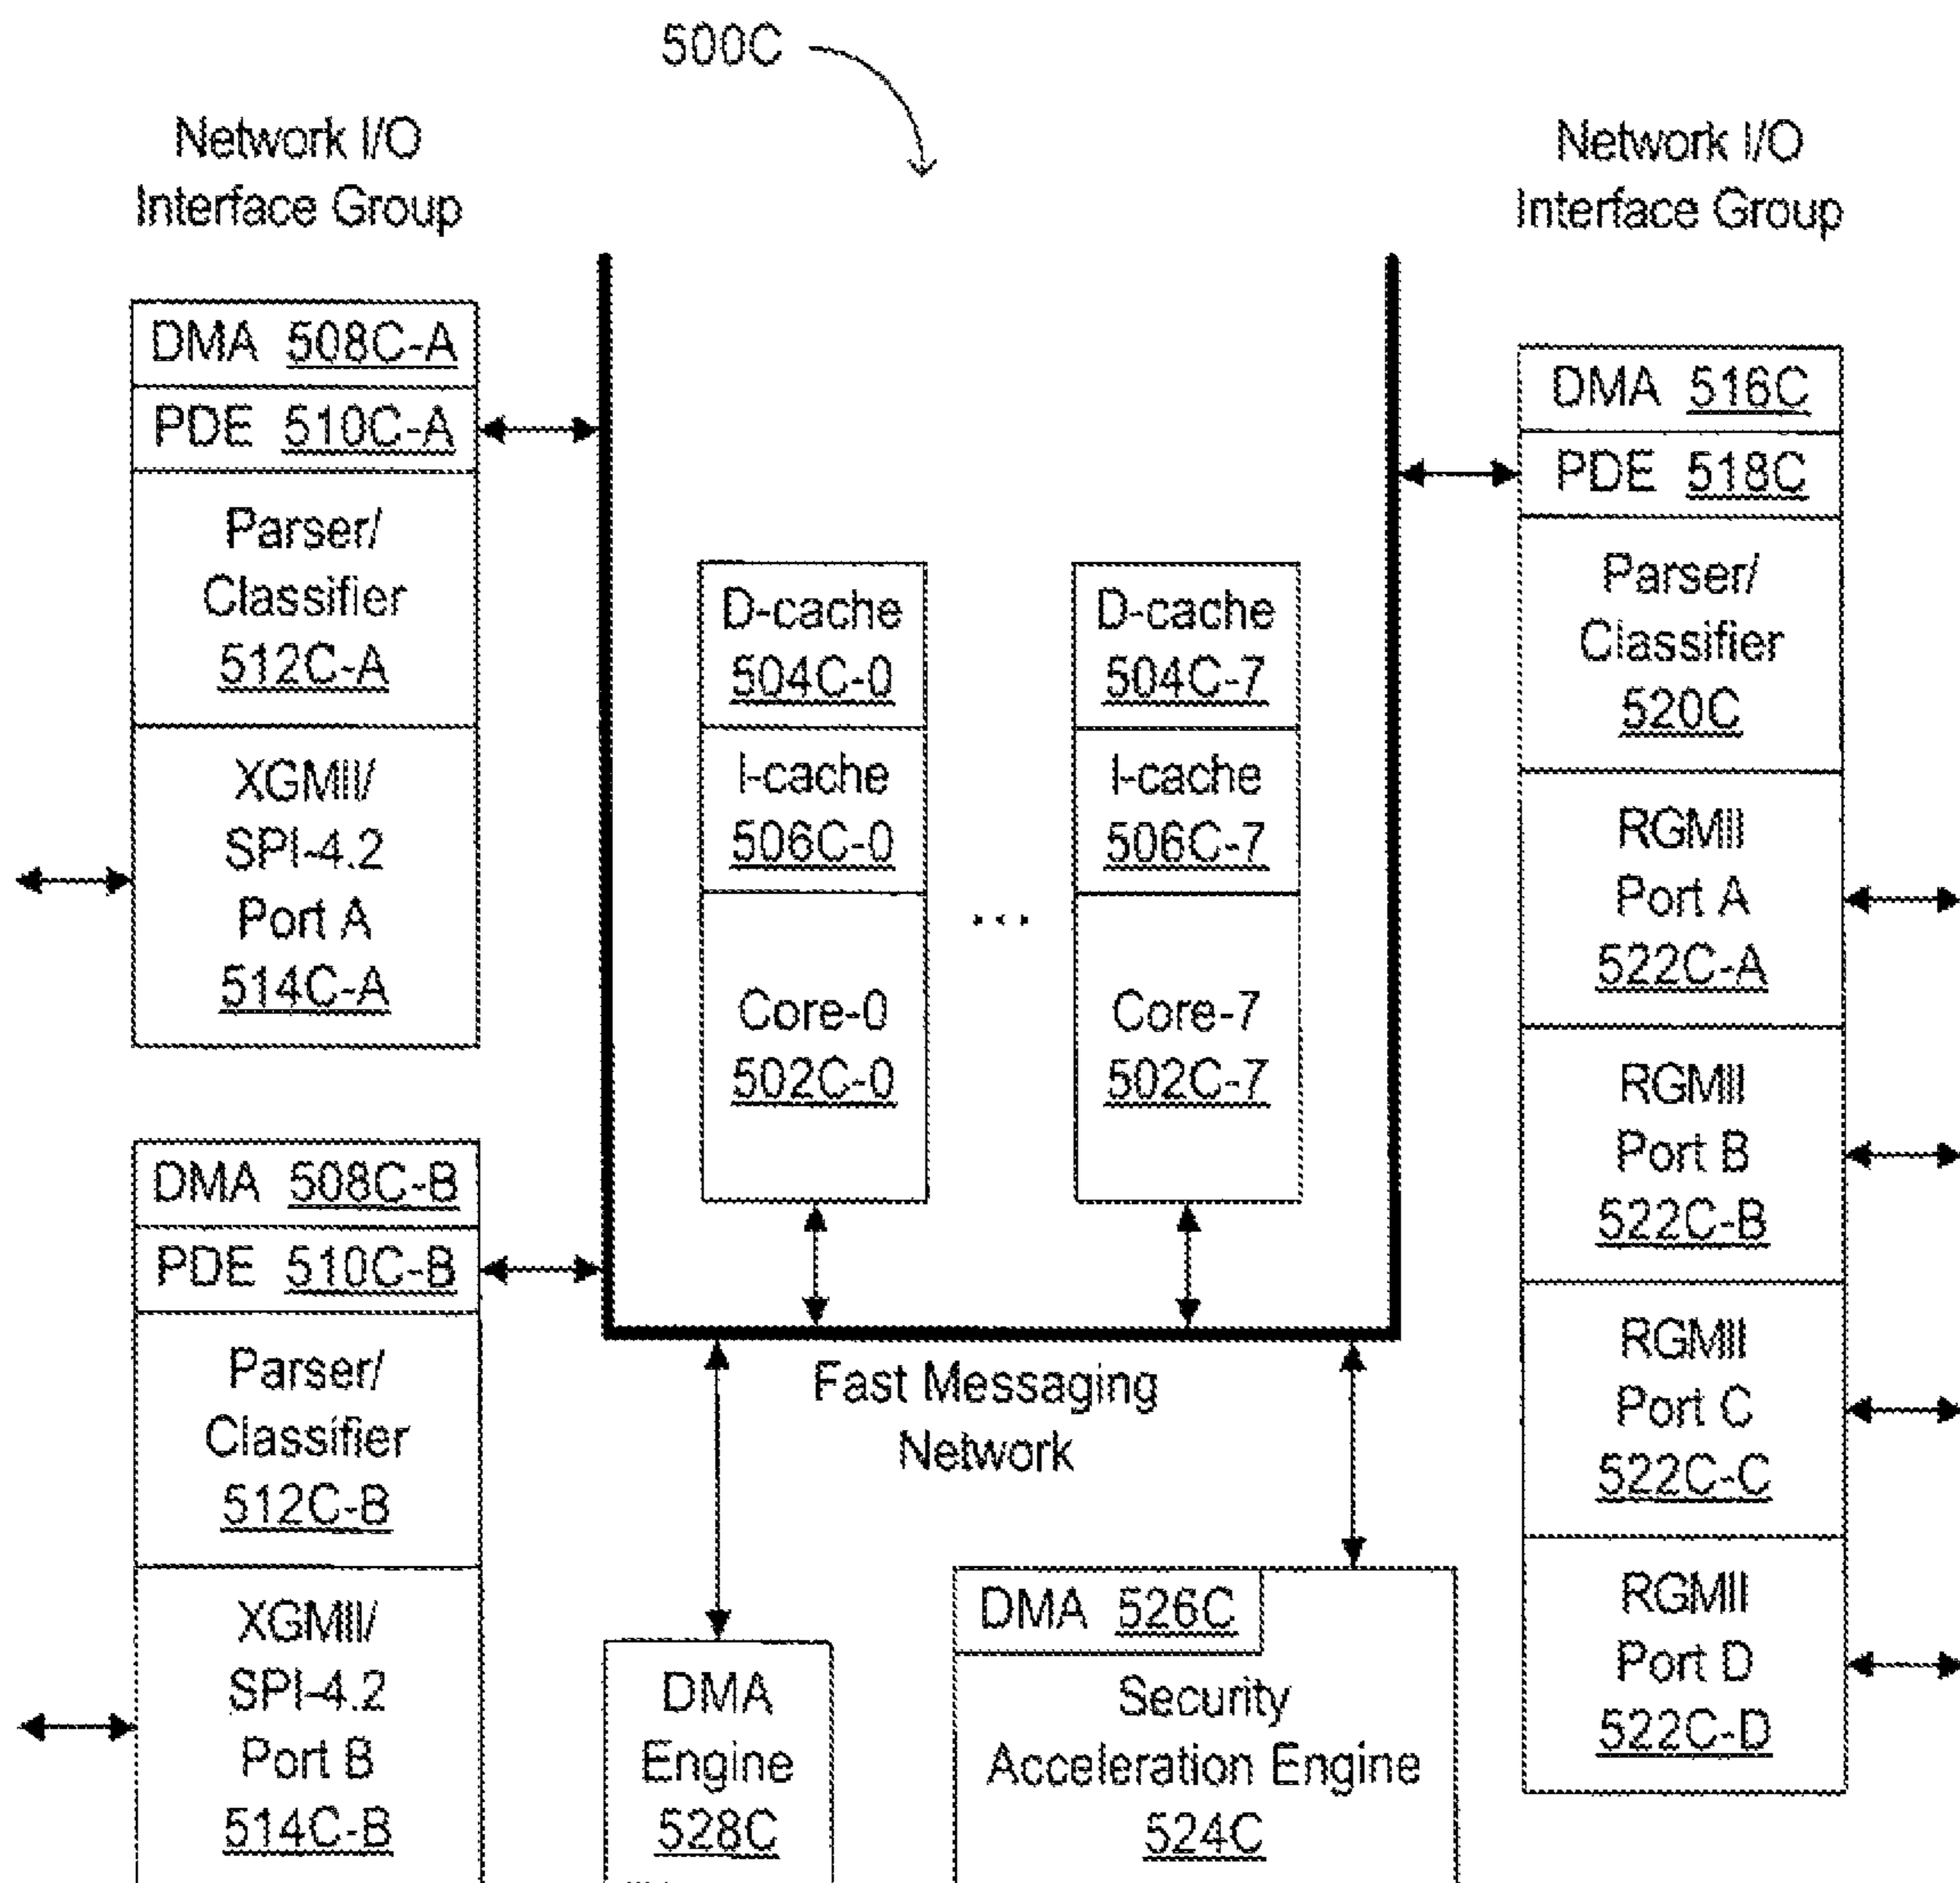 500C
Network I/O
Interface Group
DMA 508C-A
PDE 510C-A
Parser/
Classifier
512C-A
XGMII/
SPI-4.2
Port A
514C-A
DMA 508C-B
PDE 510C-B
Parser/
Classifier
512C-B
XGMII/
SPI-4.2
Port B
514C-B
D-cache
504C-0
I-cache
506C-0
Core-0
502C-0
...
D-cache
504C-7
I-cache
506C-7
Core-7
502C-7
Fast Messaging
Network
DMA
Engine
528C
DMA 526C
Security
Acceleration Engine
524C
Network I/O
Interface Group
DMA 516C
PDE 518C
Parser/
Classifier
520C
RGMII
Port A
522C-A
RGMII
Port B
522C-B
RGMII
Port C
522C-C
RGMII
Port D
522C-D